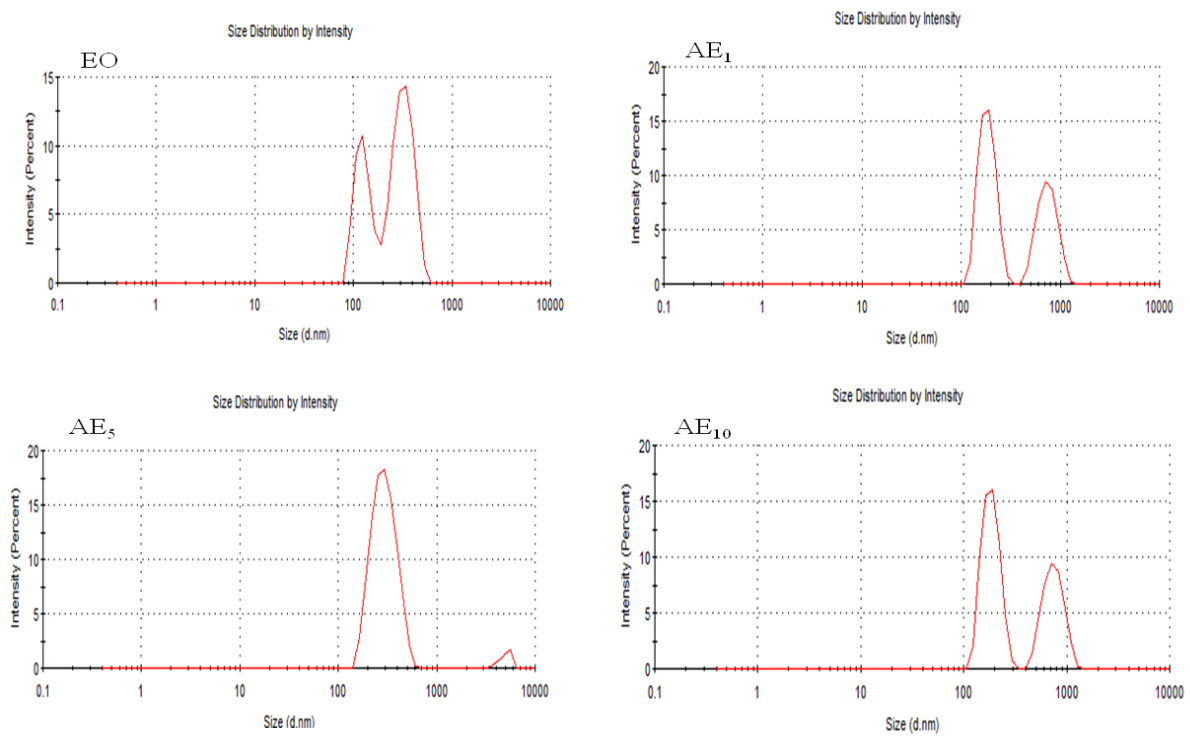 Size Distribution by Intensity
EO
15
10
5
0
Intensity (Percent)
0.1 1 10 100 1000 10000
Size (d.nm)
Size Distribution by Intensity
AE₁
20
15
10
5
0
Intensity (Percent)
0.1 1 10 100 1000 10000
Size (d.nm)
Size Distribution by Intensity
AE₅
20
15
10
5
0
Intensity (Percent)
0.1 1 10 100 1000 10000
Size (d.nm)
Size Distribution by Intensity
AE₁₀
20
15
10
5
0
Intensity (Percent)
0.1 1 10 100 1000 10000
Size (d.nm)